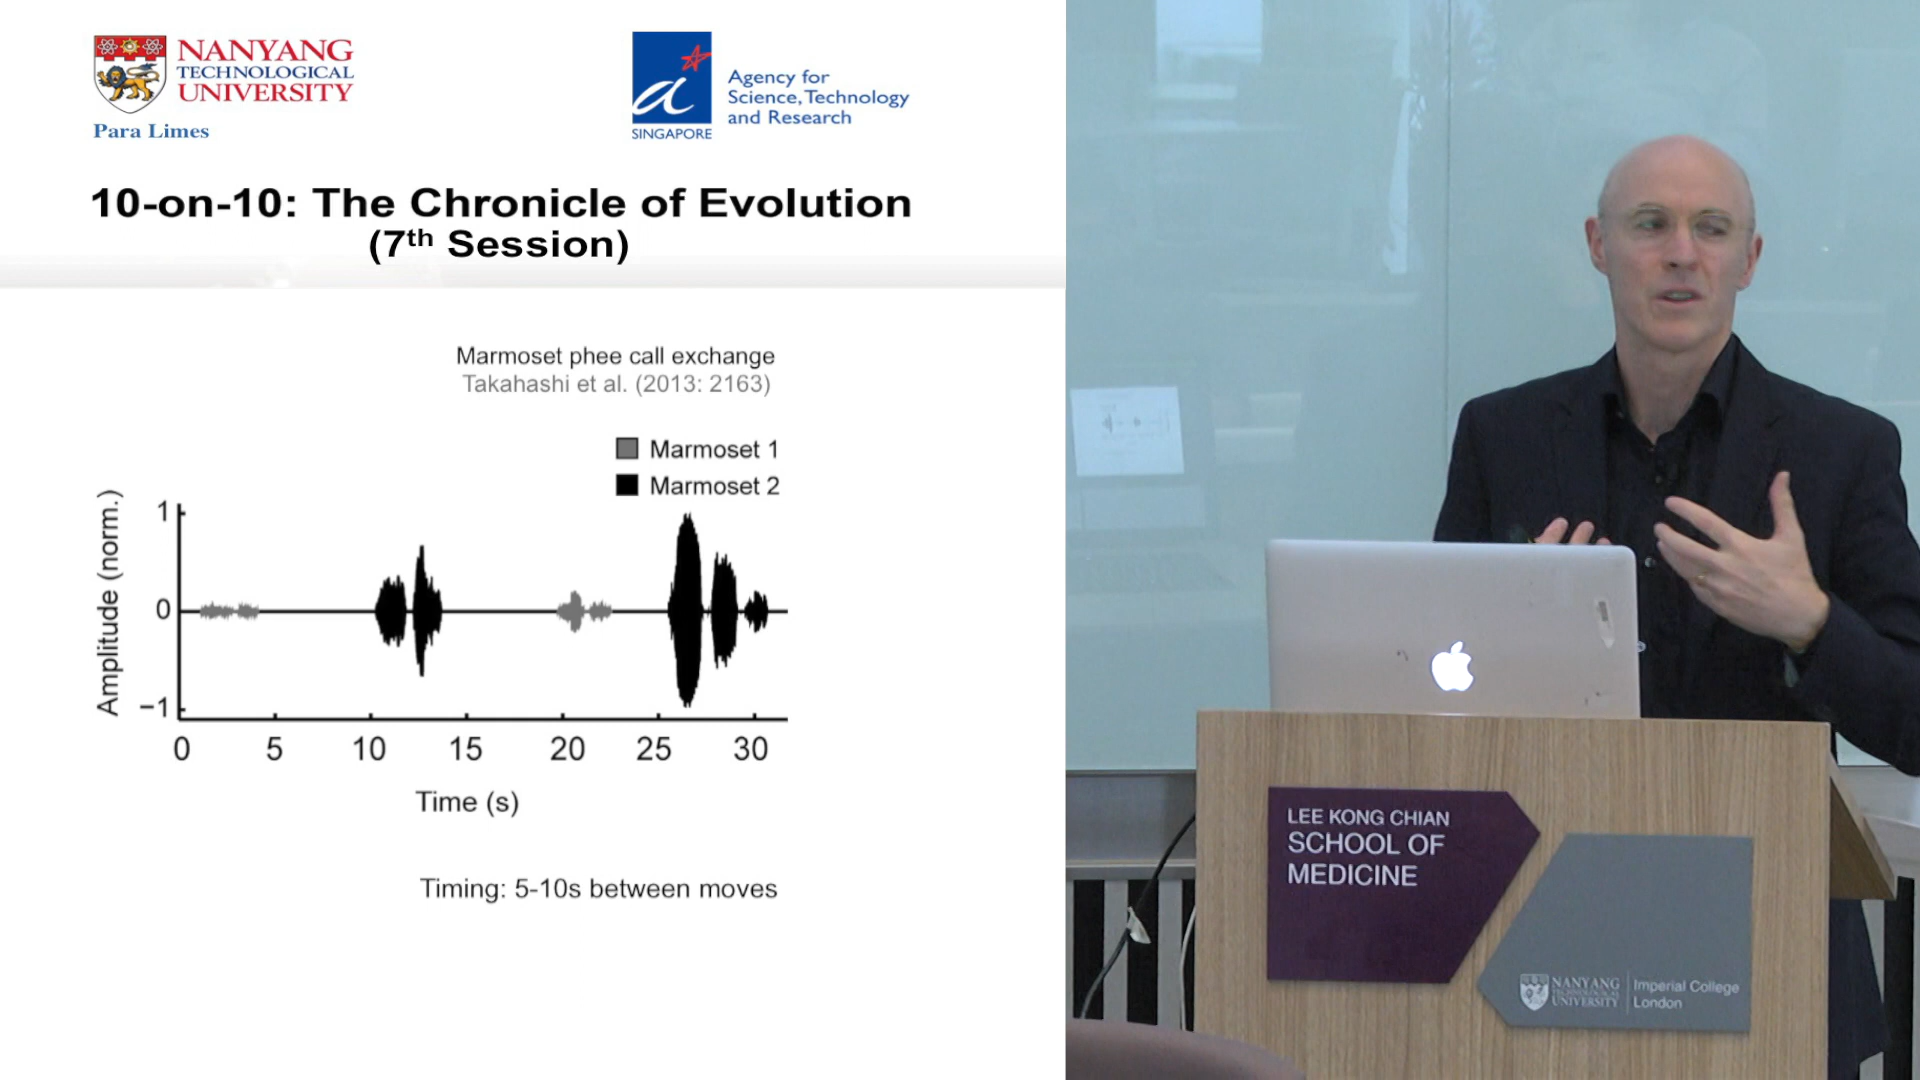 NANYANG
TECHNOLOGICAL
UNIVERSITY
Para Limes
SINGAPORE
Agency for
Science, Technology
and Research
10-on-10: The Chronicle of Evolution
(7th Session)
Marmoset phee call exchange
Takahashi et al. (2013: 2163)
Marmoset 1
Marmoset 2
Amplitude (norm.)
1
0
−1
0 5 10 15 20 25 30
Time (s)
Timing: 5-10s between moves
LEE KONG CHIAN
SCHOOL OF
MEDICINE
NANYANG
TECHNOLOGICAL
UNIVERSITY
Imperial College
London